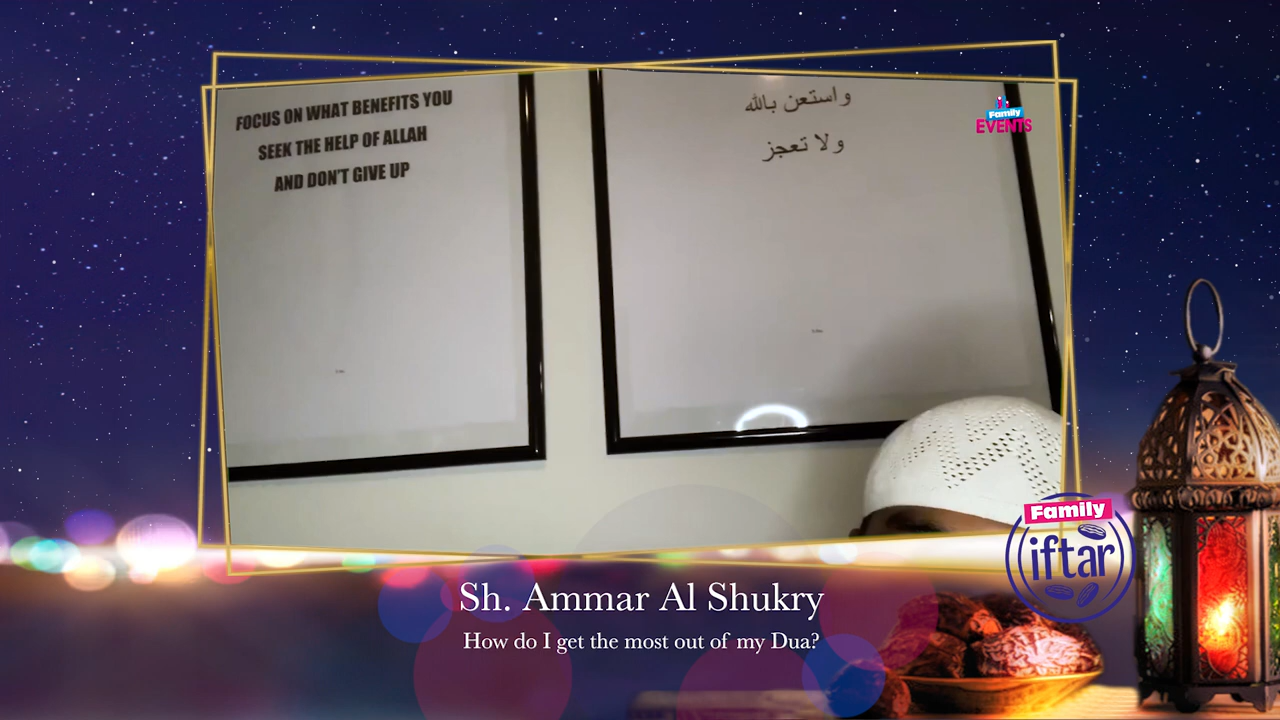 FOCUS ON WHAT BENEFITS YOU
SEEK THE HELP OF ALLAH
AND DON'T GIVE UP
واستعن بالله
ولا تعجز
Family
EVENTS
Family
iftar
Sh. Ammar Al Shukry
How do I get the most out of my Dua?